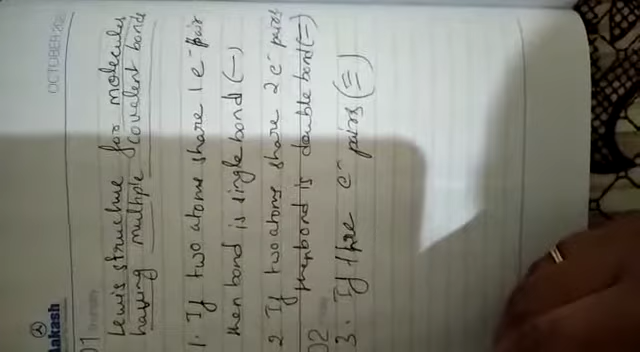 OCTOBER 202
Aakash
01
Lewis structure for molecules
having multiple covalent bonds
1. If two atoms share 1 e- pair
then bond is single bond (—)
2 If two atoms share 2 e- pairs
then bond is double bond (=)
02
3. If three e- pairs (≡)